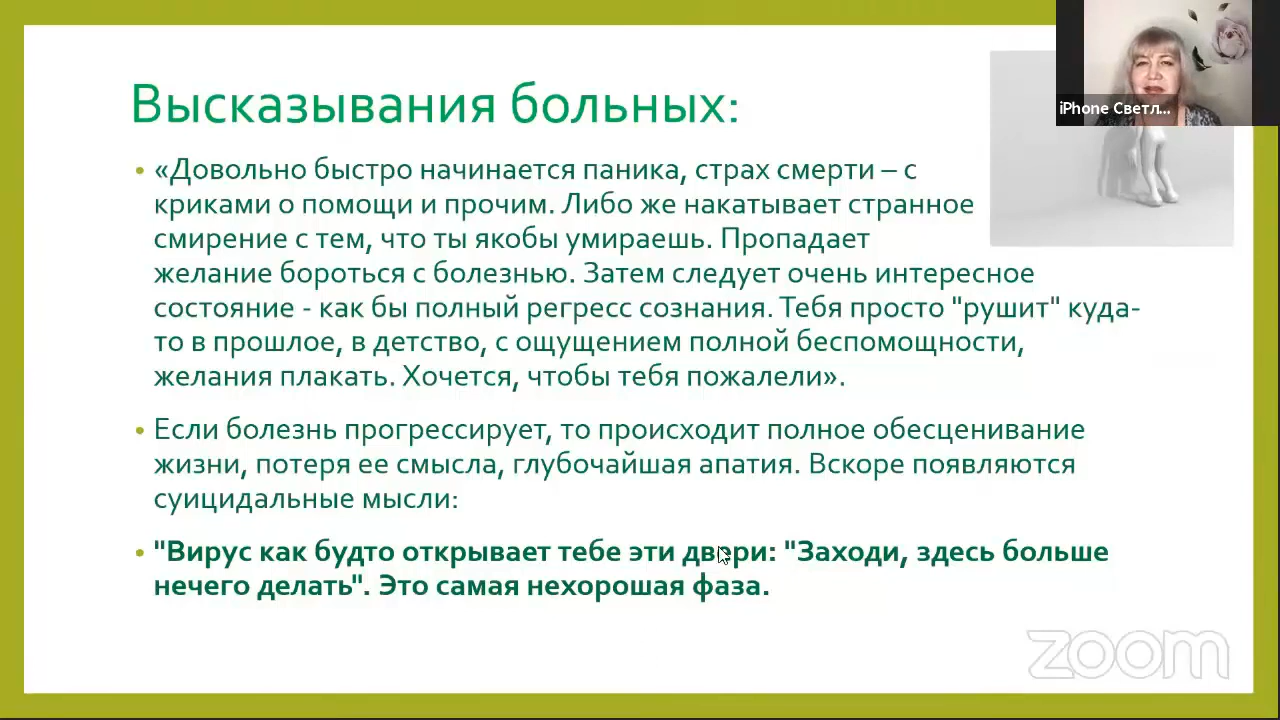 Высказывания больных:
iPhone Светл...
• «Довольно быстро начинается паника, страх смерти – с
криками о помощи и прочим. Либо же накатывает странное
смирение с тем, что ты якобы умираешь. Пропадает
желание бороться с болезнью. Затем следует очень интересное
состояние - как бы полный регресс сознания. Тебя просто "рушит" куда-
то в прошлое, в детство, с ощущением полной беспомощности,
желания плакать. Хочется, чтобы тебя пожалели».
• Если болезнь прогрессирует, то происходит полное обесценивание
жизни, потеря ее смысла, глубочайшая апатия. Вскоре появляются
суицидальные мысли:
• "Вирус как будто открывает тебе эти двери: "Заходи, здесь больше
нечего делать". Это самая нехорошая фаза.
zoom